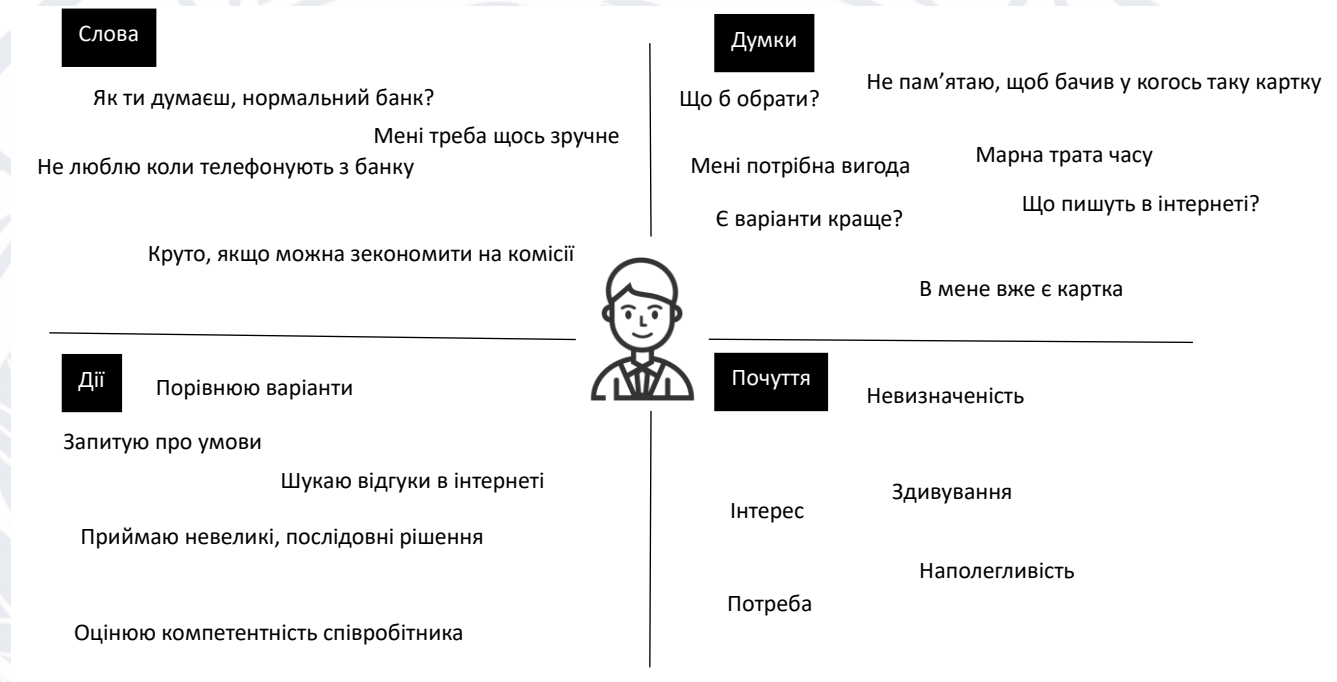 Слова
Як ти думаєш, нормальний банк?
Мені треба щось зручне
Не люблю коли телефонують з банку
Круто, якщо можна зекономити на комісії
Думки
Не пам’ятаю, щоб бачив у когось таку картку
Що б обрати?
Марна трата часу
Мені потрібна вигода
Що пишуть в інтернеті?
Є варіанти краще?
В мене вже є картка
Дії
Порівнюю варіанти
Запитую про умови
Шукаю відгуки в інтернеті
Приймаю невеликі, послідовні рішення
Оцінюю компетентність співробітника
Почуття
Невизначеність
Здивування
Інтерес
Наполегливість
Потреба